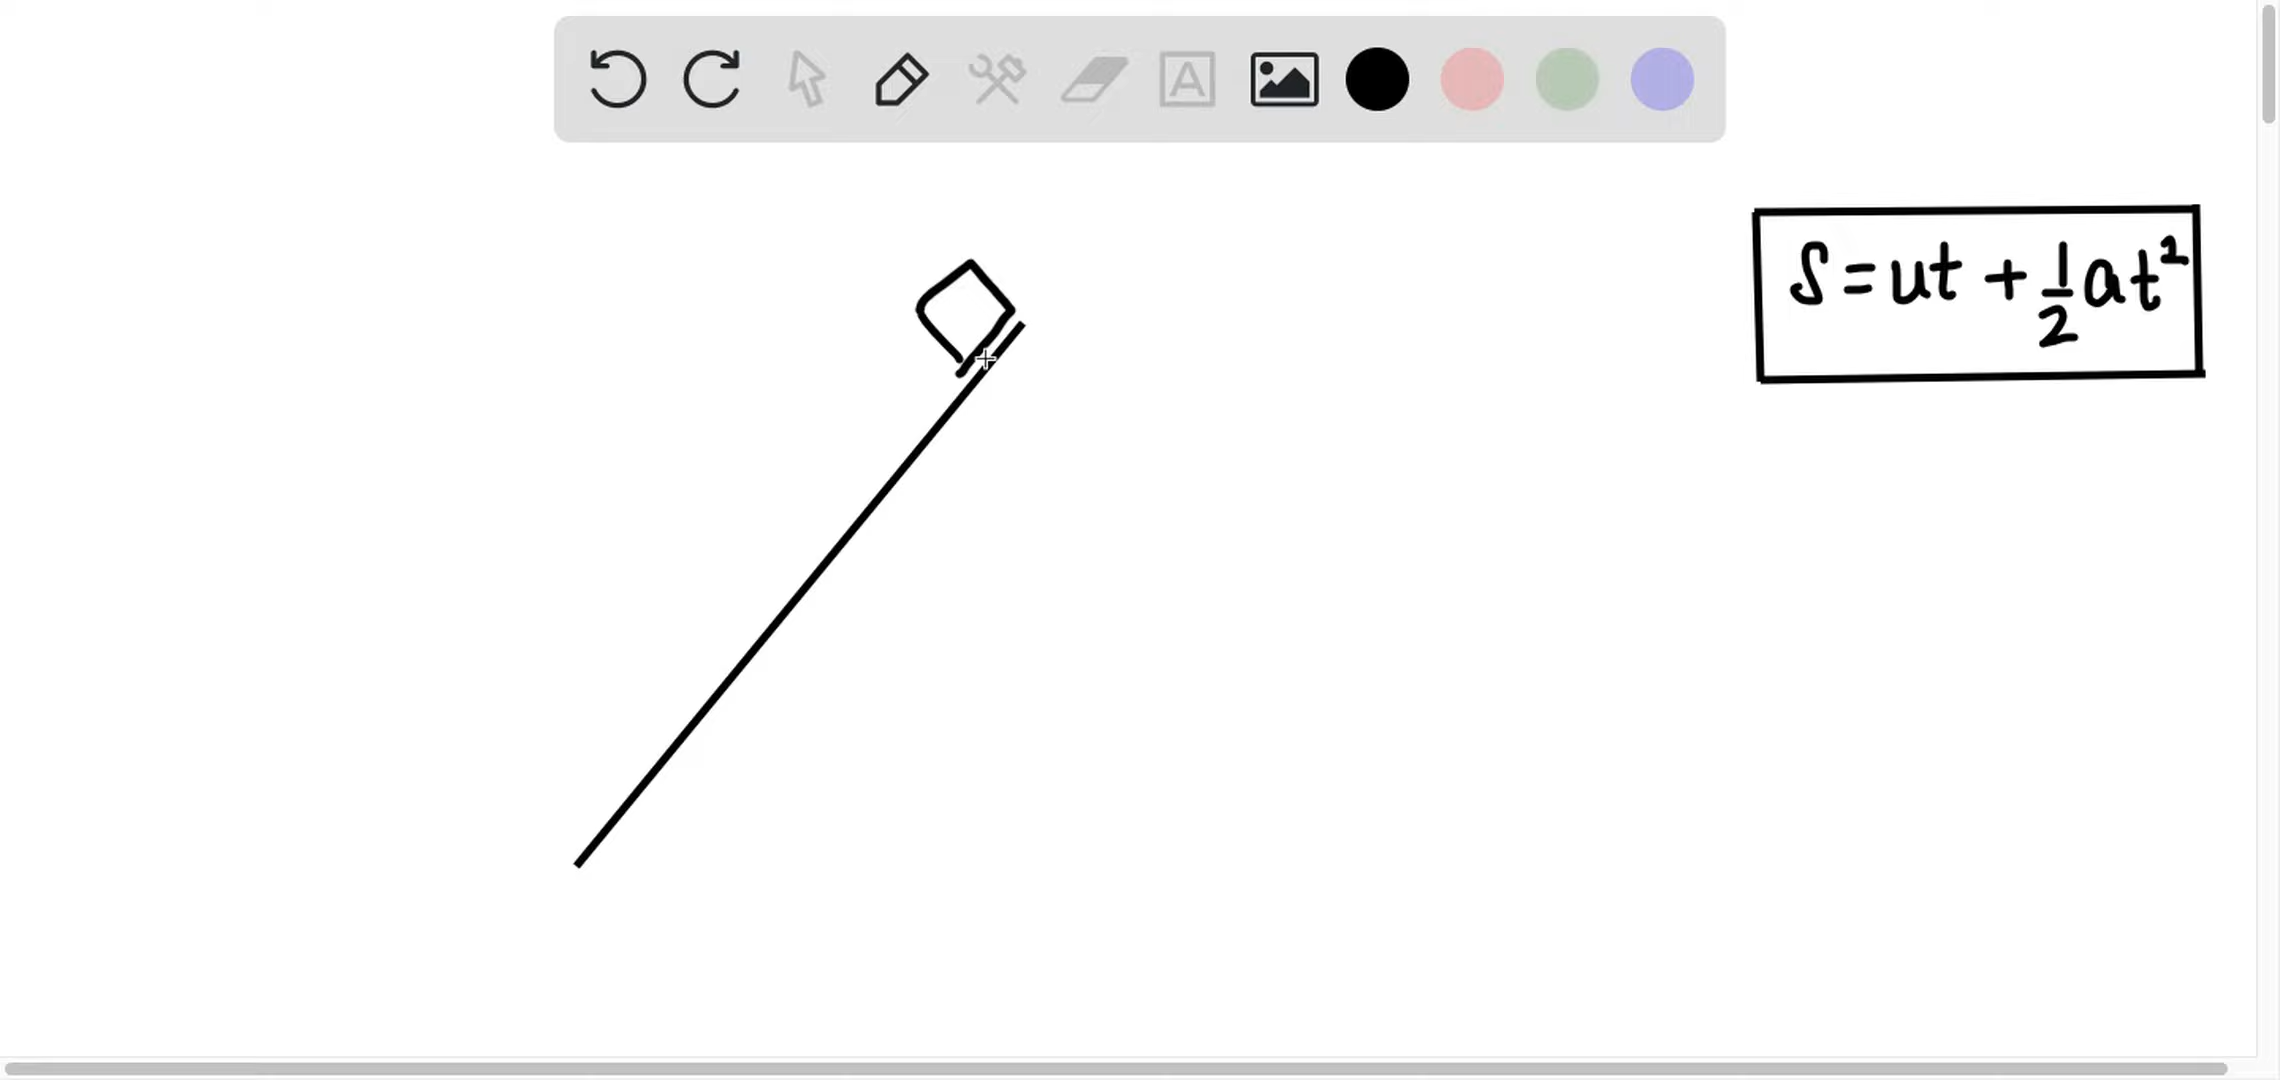 A
S = ut + 1/2 at²